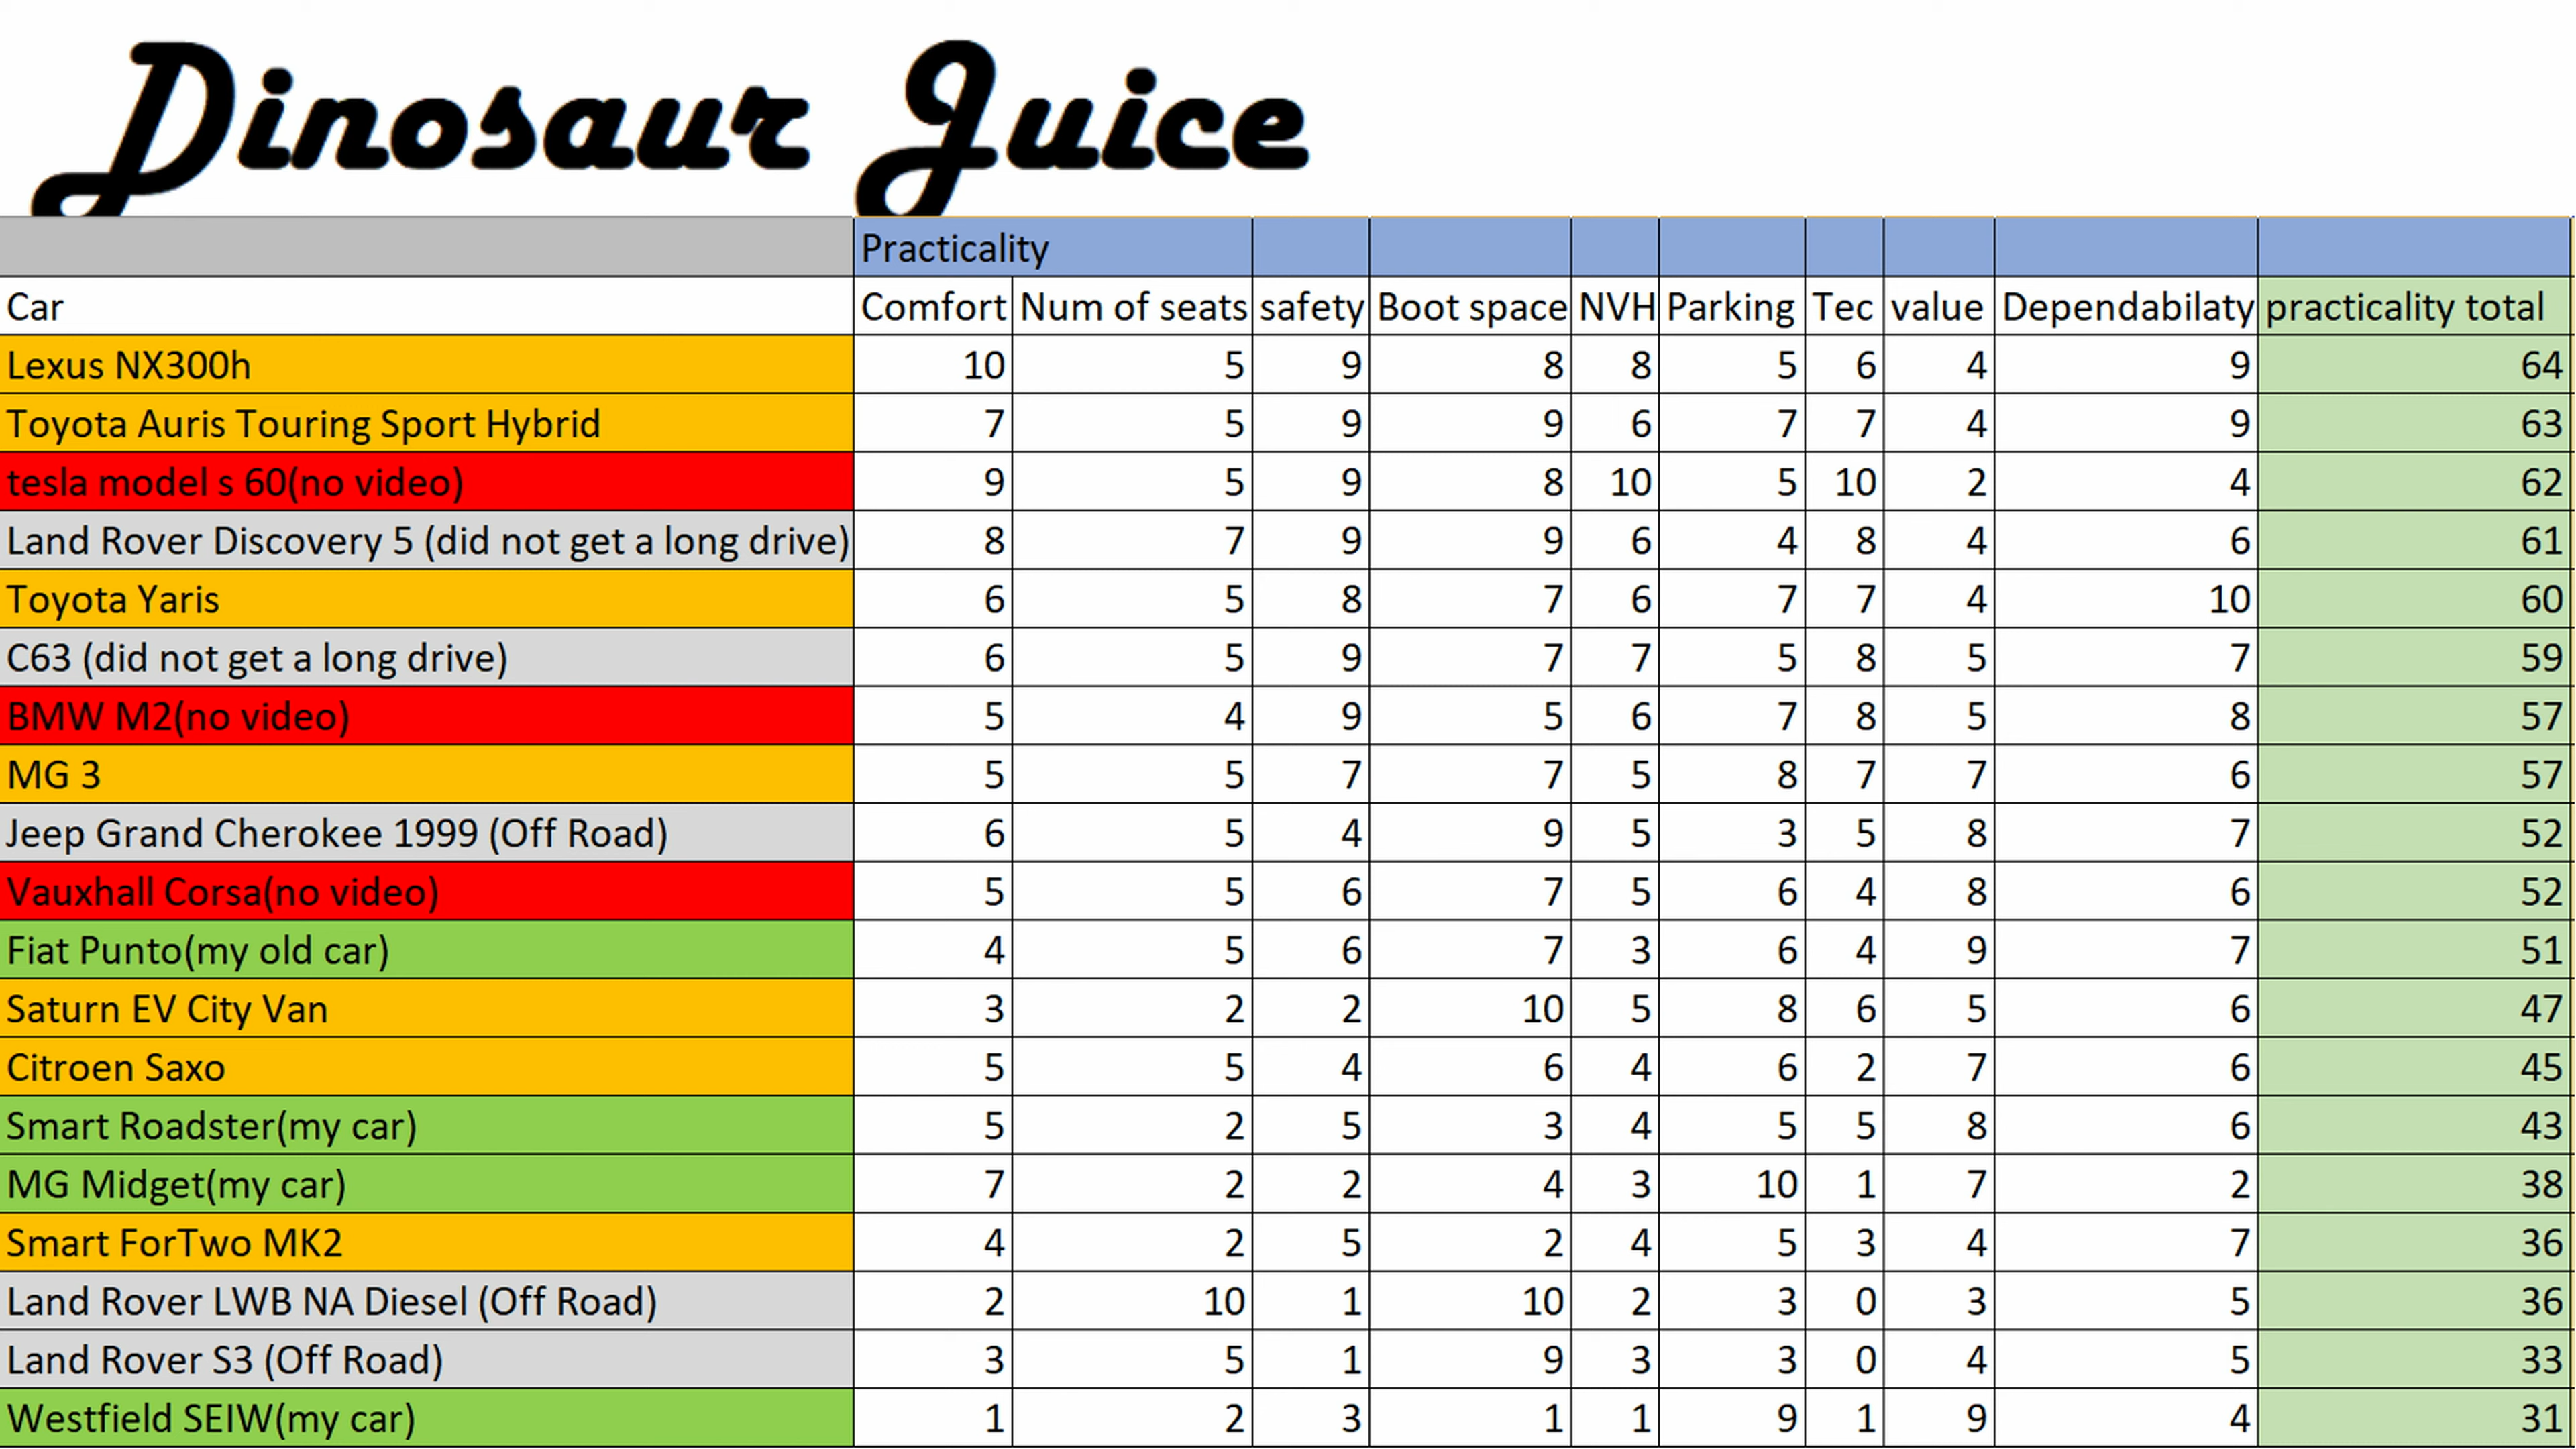 Dinosaur Juice
Practicality
Car Comfort Num of seats safety Boot space NVH Parking Tec value Dependabilaty practicality total
Lexus NX300h 10 5 9 8 8 5 6 4 9 64
Toyota Auris Touring Sport Hybrid 7 5 9 9 6 7 7 4 9 63
tesla model s 60(no video) 9 5 9 8 10 5 10 2 4 62
Land Rover Discovery 5 (did not get a long drive) 8 7 9 9 6 4 8 4 6 61
Toyota Yaris 6 5 8 7 6 7 7 4 10 60
C63 (did not get a long drive) 6 5 9 7 7 5 8 5 7 59
BMW M2(no video) 5 4 9 5 6 7 8 5 8 57
MG 3 5 5 7 7 5 8 7 7 6 57
Jeep Grand Cherokee 1999 (Off Road) 6 5 4 9 5 3 5 8 7 52
Vauxhall Corsa(no video) 5 5 6 7 5 6 4 8 6 52
Fiat Punto(my old car) 4 5 6 7 3 6 4 9 7 51
Saturn EV City Van 3 2 2 10 5 8 6 5 6 47
Citroen Saxo 5 5 4 6 4 6 2 7 6 45
Smart Roadster(my car) 5 2 5 3 4 5 5 8 6 43
MG Midget(my car) 7 2 2 4 3 10 1 7 2 38
Smart ForTwo MK2 4 2 5 2 4 5 3 4 7 36
Land Rover LWB NA Diesel (Off Road) 2 10 1 10 2 3 0 3 5 36
Land Rover S3 (Off Road) 3 5 1 9 3 3 0 4 5 33
Westfield SEIW(my car) 1 2 3 1 1 9 1 9 4 31